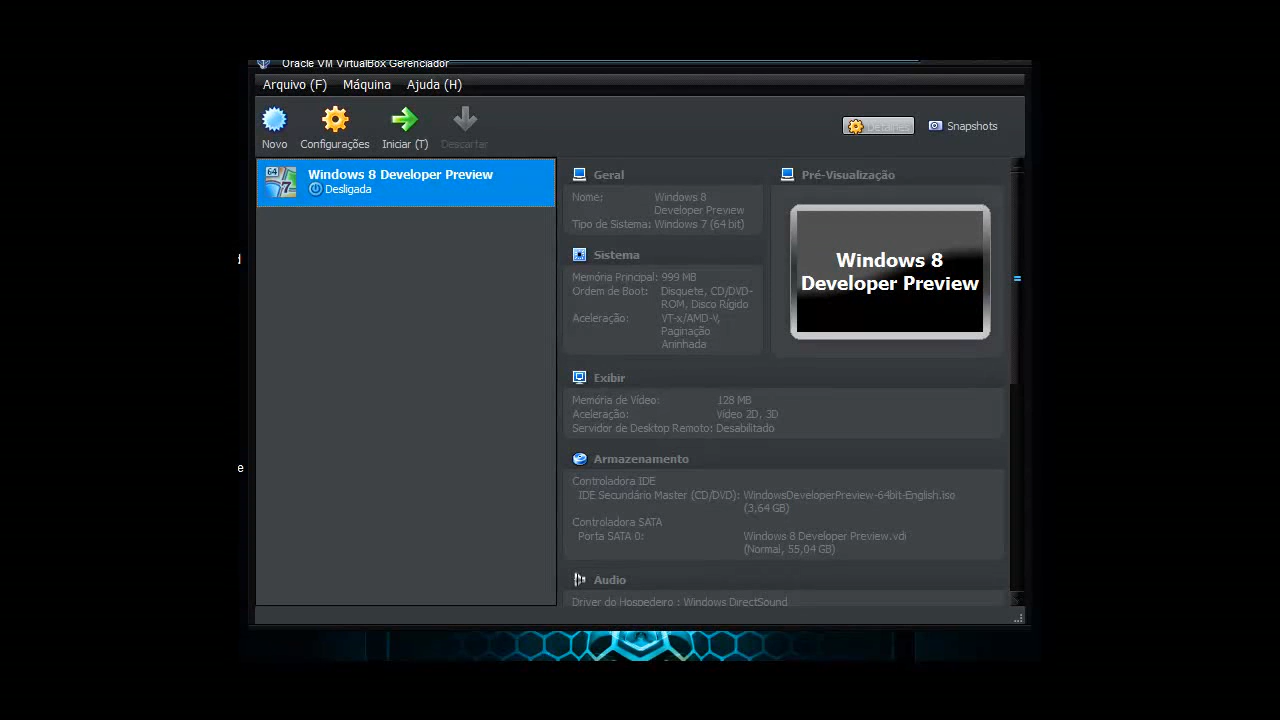 Oracle VM VirtualBox Gerenciador
Arquivo (F) Máquina Ajuda (H)
Novo Configurações Iniciar (T) Descartar
Detalhes Snapshots
Windows 8 Developer Preview
Desligada
Geral
Nome: Windows 8
Developer Preview
Tipo de Sistema: Windows 7 (64 bit)
Pré-Visualização
Windows 8
Developer Preview
Sistema
Memória Principal: 999 MB
Ordem de Boot: Disquete, CD/DVD-
ROM, Disco Rígido
Aceleração: VT-x/AMD-V,
Paginação
Aninhada
Exibir
Memória de Vídeo: 128 MB
Aceleração: Vídeo 2D, 3D
Servidor de Desktop Remoto: Desabilitado
Armazenamento
Controladora IDE
IDE Secundário Master (CD/DVD): WindowsDeveloperPreview-64bit-English.iso
(3,64 GB)
Controladora SATA
Porta SATA 0: Windows 8 Developer Preview.vdi
(Normal, 55,04 GB)
Audio
Driver do Hospedeiro : Windows DirectSound
d
e